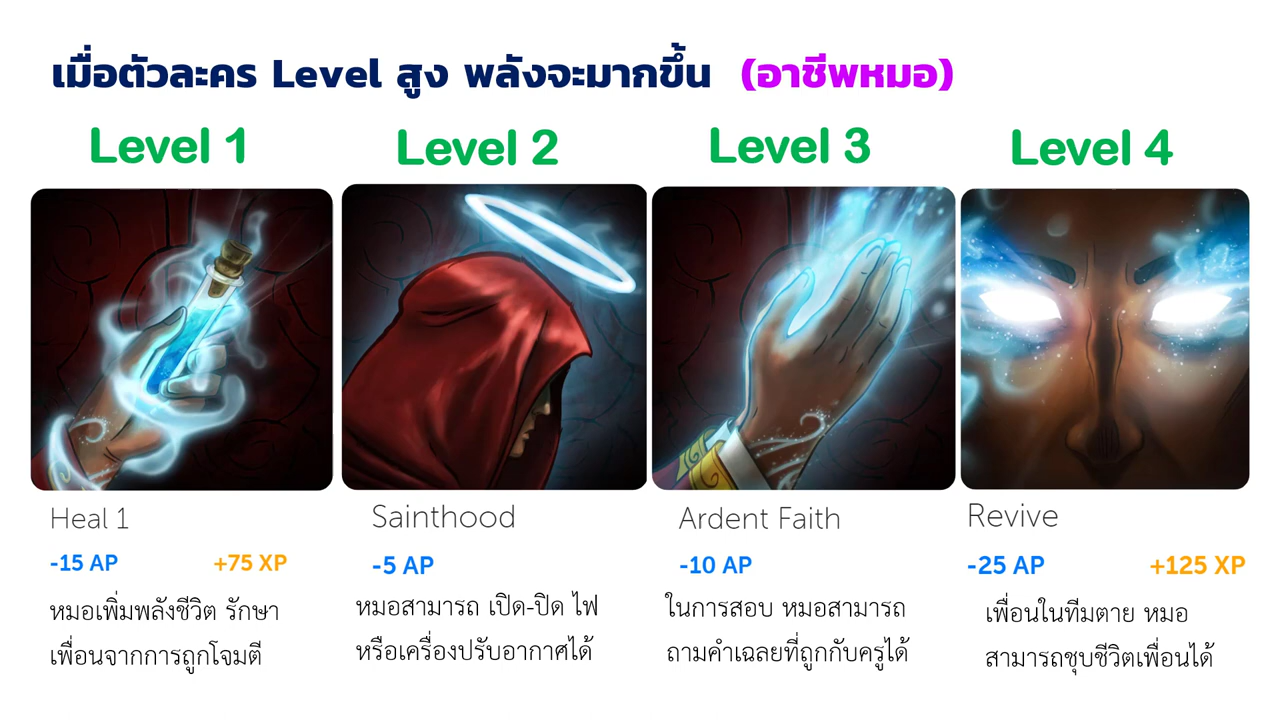 เมื่อตัวละคร Level สูง พลังจะมากขึ้น (อาชีพหมอ)
Level 1
Level 2
Level 3
Level 4
Heal 1
-15 AP +75 XP
หมอเพิ่มพลังชีวิต รักษา
เพื่อนจากการถูกโจมตี
Sainthood
-5 AP
หมอสามารถ เปิด-ปิด ไฟ
หรือเครื่องปรับอากาศได้
Ardent Faith
-10 AP
ในการสอบ หมอสามารถ
ถามคำเฉลยที่ถูกกับครูได้
Revive
-25 AP +125 XP
เพื่อนในทีมตาย หมอ
สามารถชุบชีวิตเพื่อนได้